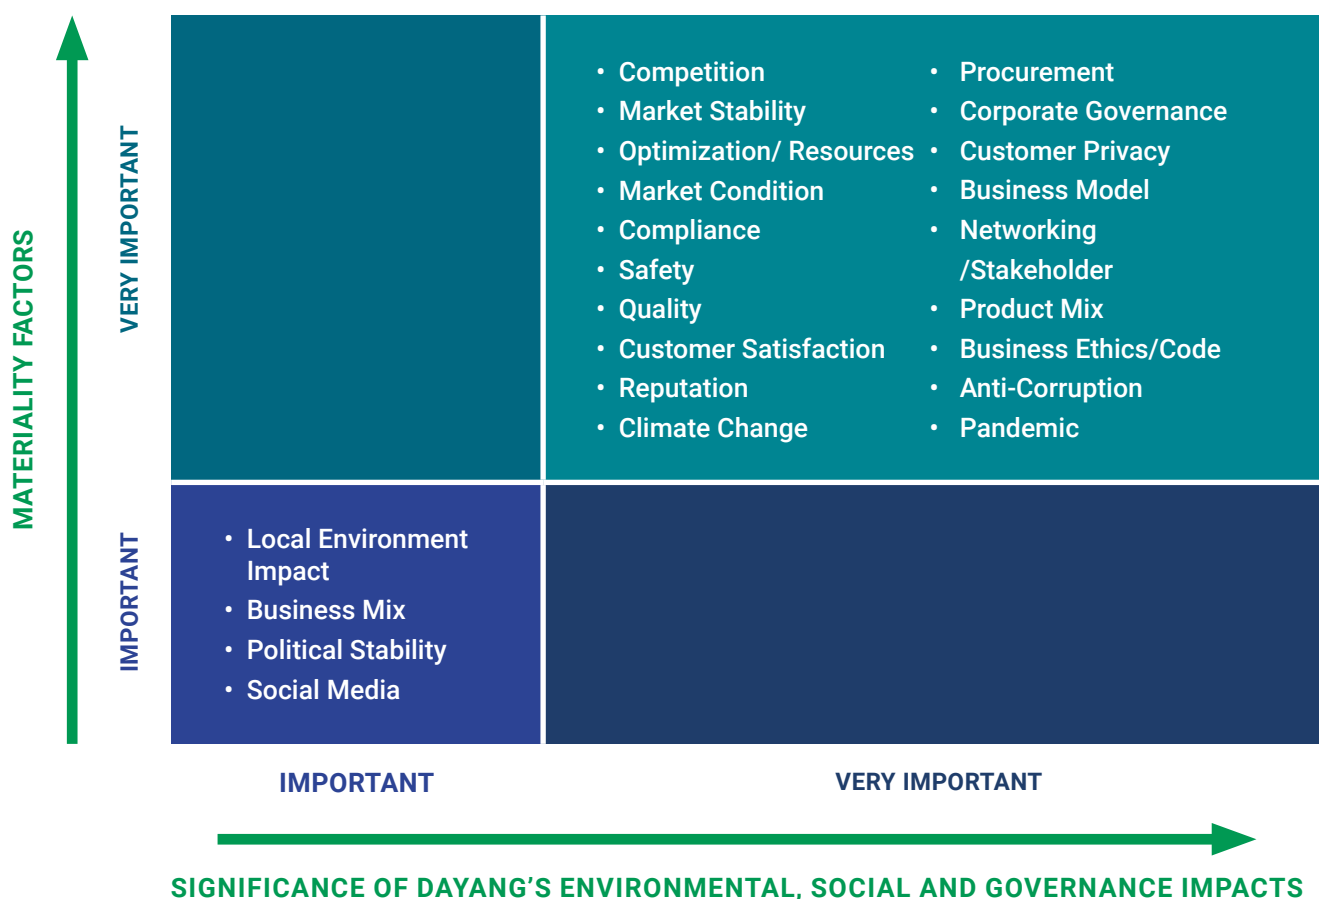 MATERIALITY FACTORS
VERY IMPORTANT
IMPORTANT
• Competition
• Market Stability
• Optimization/ Resources
• Market Condition
• Compliance
• Safety
• Quality
• Customer Satisfaction
• Reputation
• Climate Change
• Procurement
• Corporate Governance
• Customer Privacy
• Business Model
• Networking
/Stakeholder
• Product Mix
• Business Ethics/Code
• Anti-Corruption
• Pandemic
• Local Environment
Impact
• Business Mix
• Political Stability
• Social Media
IMPORTANT
VERY IMPORTANT
SIGNIFICANCE OF DAYANG’S ENVIRONMENTAL, SOCIAL AND GOVERNANCE IMPACTS